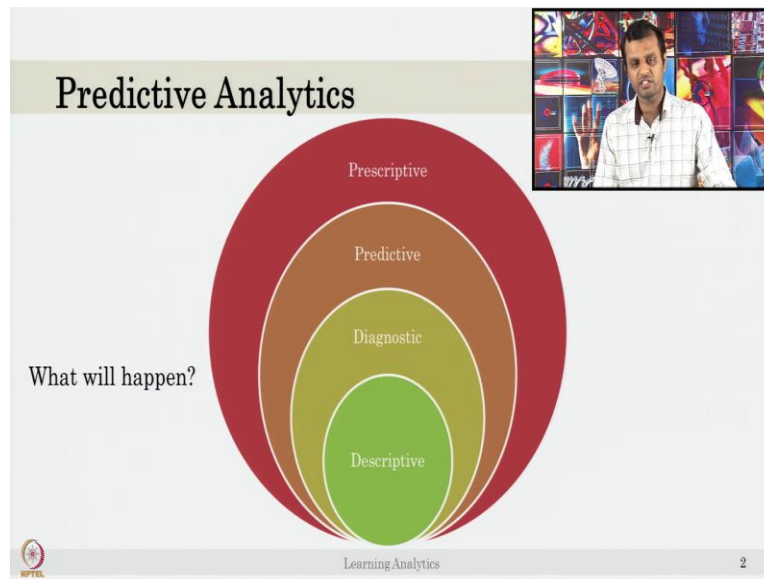 Predictive Analytics
Prescriptive
Predictive
Diagnostic
What will happen?
Descriptive
NPTEL
Learning Analytics
2